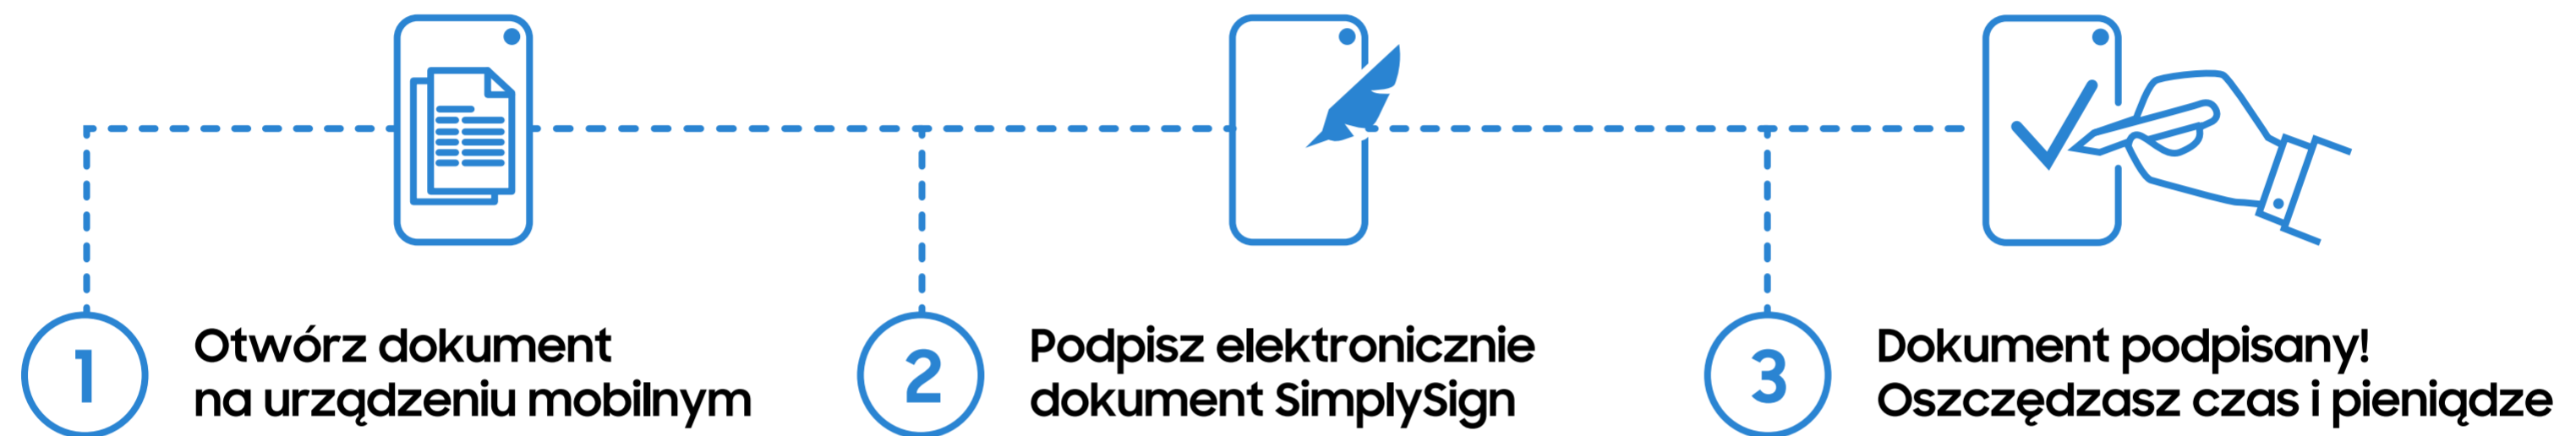 1
Otwórz dokument
na urządzeniu mobilnym
2
Podpisz elektronicznie
dokument SimplySign
3
Dokument podpisany!
Oszczędzasz czas i pieniądze